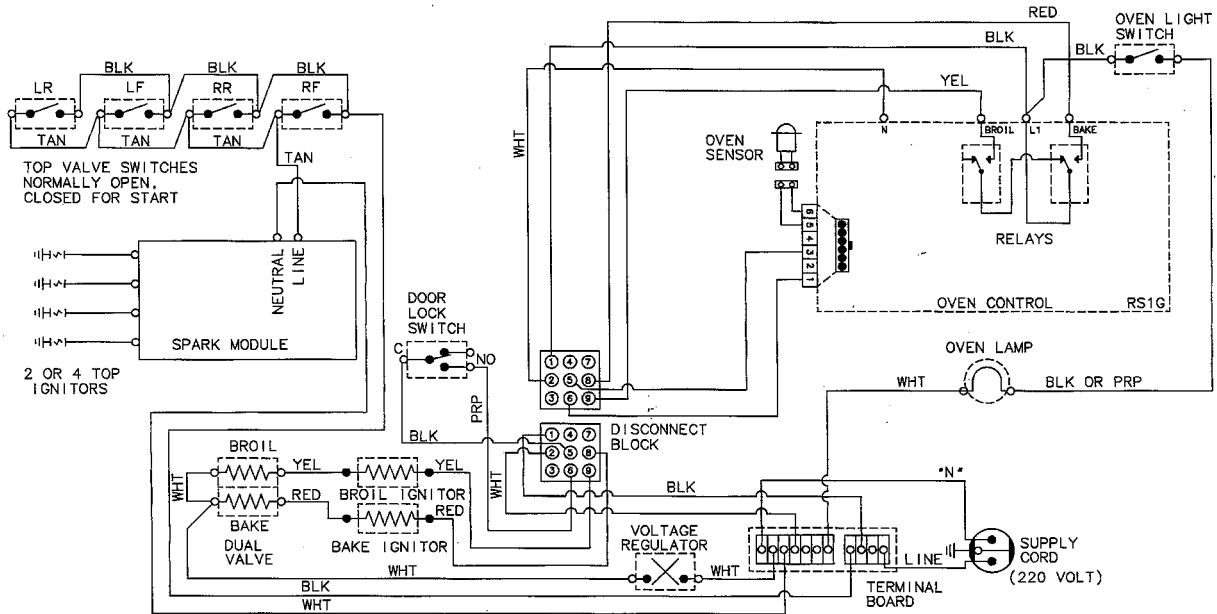 RED
OVEN LIGHT
SWITCH
BLK
BLK
BLK
BLK
BLK
LR
LF
RR
RF
YEL
TAN
TAN
TAN
TAN
TOP VALVE SWITCHES
NORMALLY OPEN,
CLOSED FOR START
WHT
OVEN
SENSOR
N
BROIL
L1
BAKE
RELAYS
6
5
4
3
2
1
OVEN CONTROL
RS1G
NEUTRAL
LINE
SPARK MODULE
2 OR 4 TOP
IGNITORS
DOOR
LOCK
SWITCH
C
NO
PRP
BLK
1 4 7
2 5 8
3 6 9
DISCONNECT
BLOCK
1 4 7
2 5 8
3 6 9
OVEN LAMP
WHT
BLK OR PRP
BROIL
YEL
YEL
BROIL IGNITOR
WHT
RED
RED
BAKE
BAKE IGNITOR
DUAL
VALVE
WHT
BLK
"N"
VOLTAGE
REGULATOR
WHT
WHT
LINE
TERMINAL
BOARD
SUPPLY
CORD
(220 VOLT)
BLK
WHT